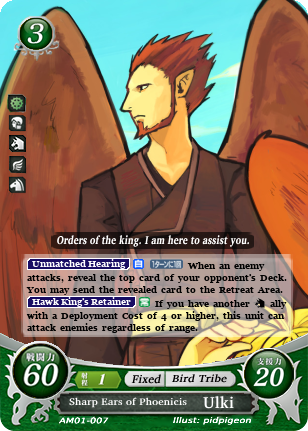 3
Orders of the king. I am here to assist you.
Unmatched Hearing 自 1ターンに1回 When an enemy
attacks, reveal the top card of your opponent's Deck.
You may send the revealed card to the Retreat Area.
Hawk King's Retainer 常 If you have another ally
with a Deployment Cost of 4 or higher, this unit can
attack enemies regardless of range.
戦闘力 60
射程 1
Fixed
Bird Tribe
支援力 20
Sharp Ears of Phoenicis Ulki
AM01-007
Illust: pidpigeon